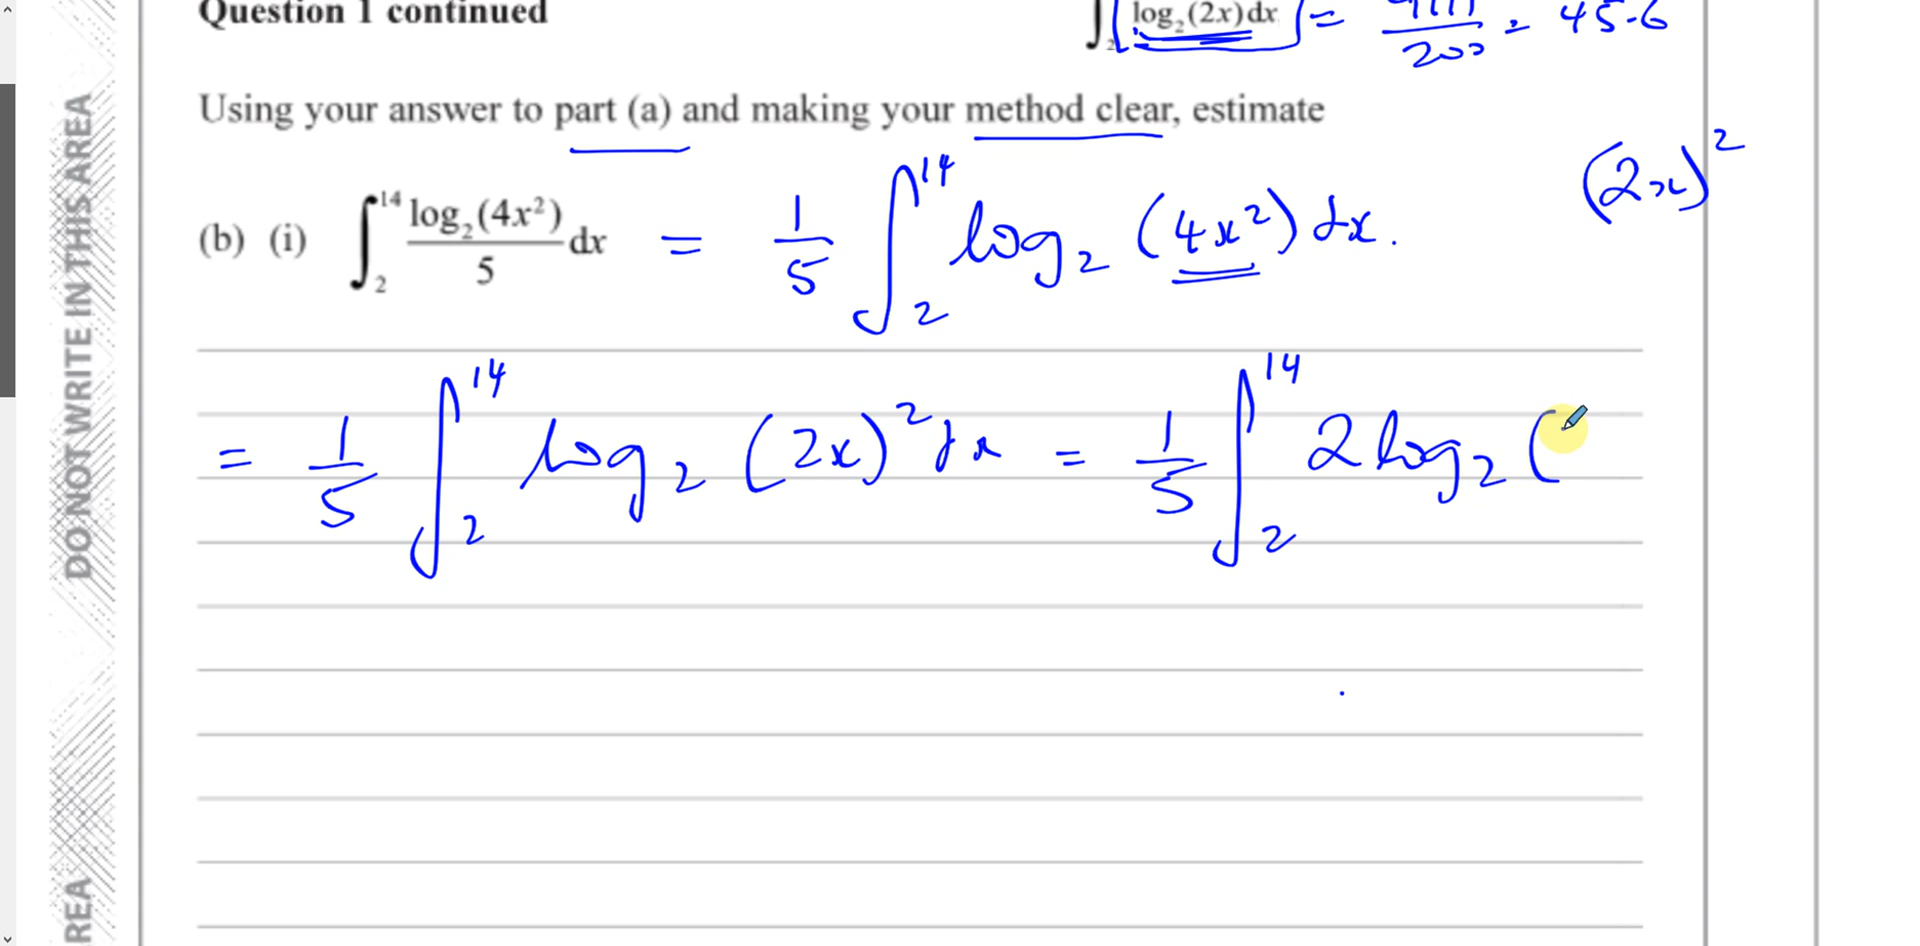 Question 1 continued
log₂(2x)dx = /200 = 45.6
Using your answer to part (a) and making your method clear, estimate
(2x)²
(b) (i) ∫₂¹⁴ log₂(4x²)/5 dx = 1/5 ∫₂¹⁴ log₂ (4x²) dx.
= 1/5 ∫₂¹⁴ log₂ (2x)² dx = 1/5 ∫₂¹⁴ 2 log₂ (
DO NOT WRITE IN THIS AREA
REA